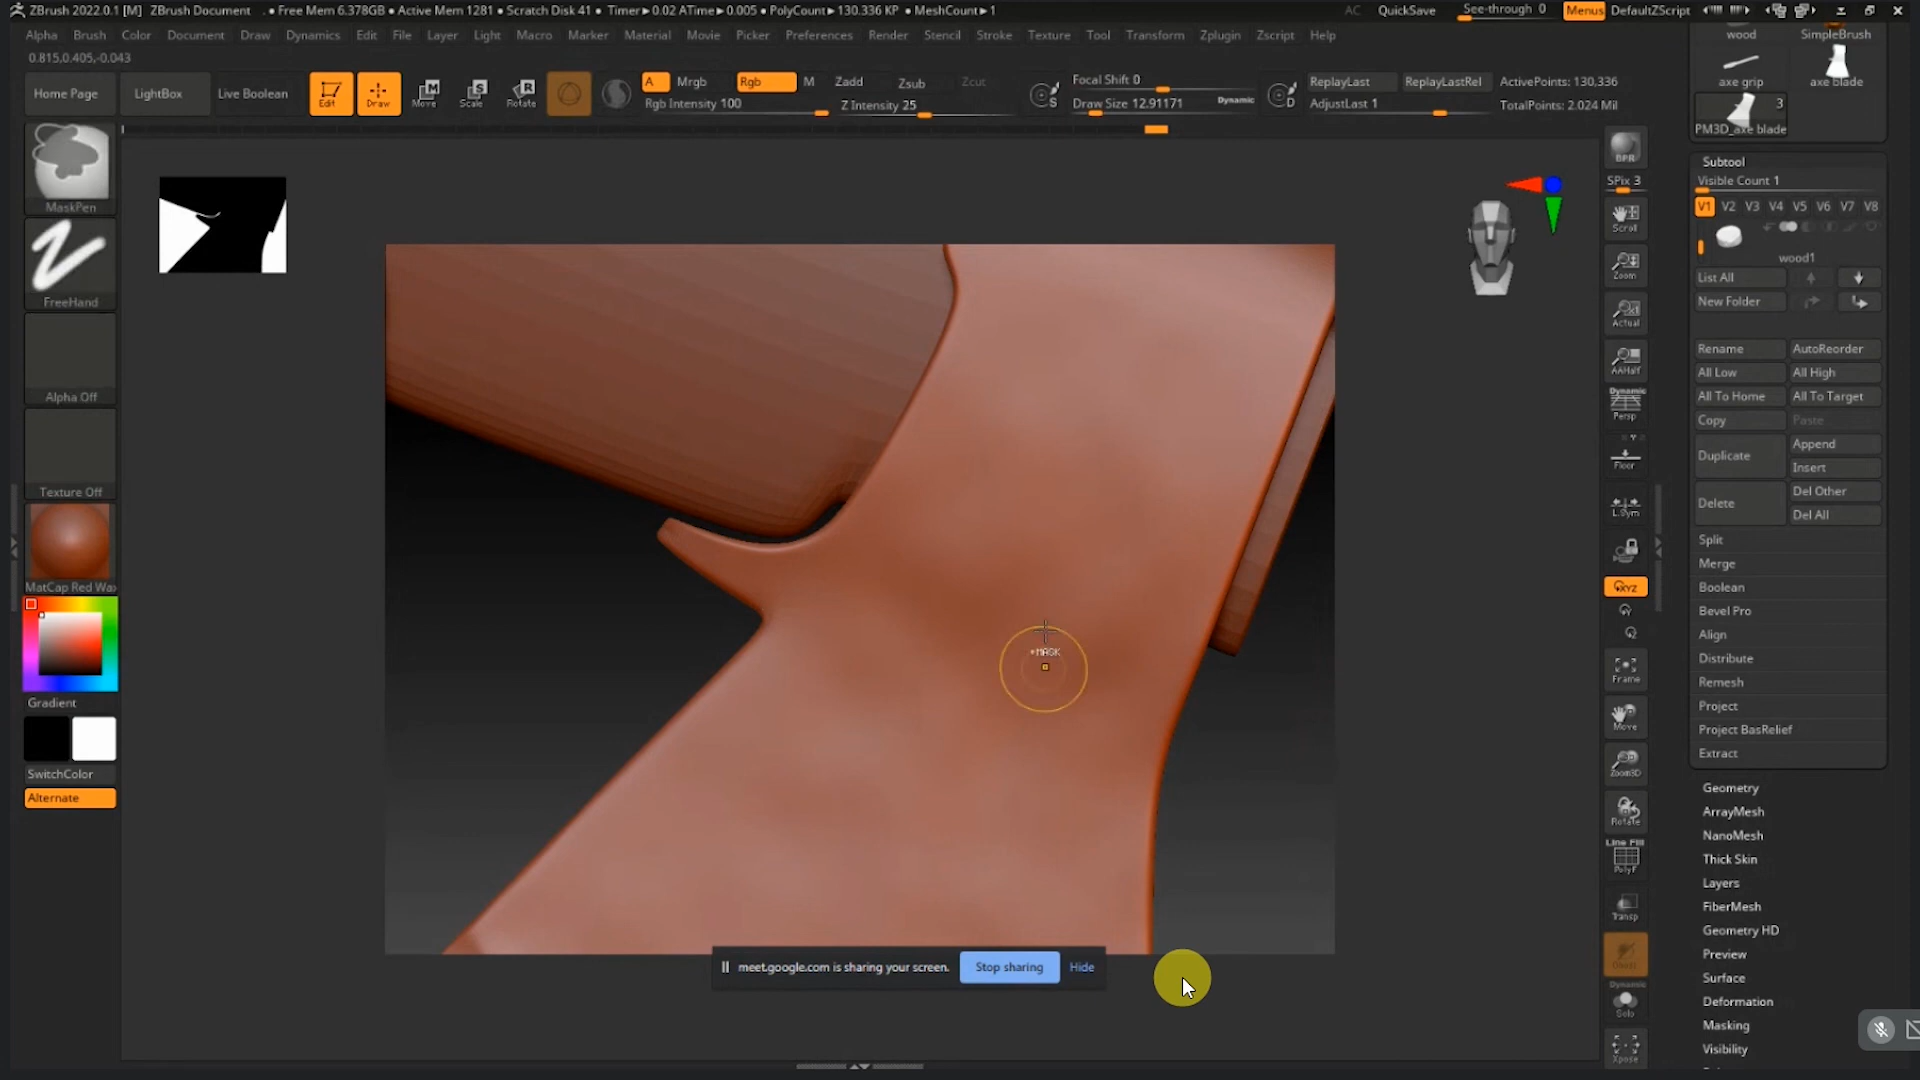 ZBrush 2022.0.1 [M] ZBrush Document . • Free Mem 6.378GB • Active Mem 1281 • Scratch Disk 41 • Timer▸0.02 ATime▸0.005 • PolyCount▸130.336 KP • MeshCount▸1 AC QuickSave See-through 0 Menus DefaultZScript
Alpha Brush Color Document Draw Dynamics Edit File Layer Light Macro Marker Material Movie Picker Preferences Render Stencil Stroke Texture Tool Transform Zplugin Zscript Help
0.815,0.405,-0.043
Home Page LightBox Live Boolean Edit Draw Move Scale Rotate
A Mrgb Rgb M Zadd Zsub Zcut
Rgb Intensity 100 Z Intensity 25
Focal Shift 0
Draw Size 12.91171 Dynamic
ReplayLast ReplayLastRel ActivePoints: 130,336
AdjustLast 1 TotalPoints: 2.024 Mil
MaskPen
FreeHand
Alpha Off
Texture Off
MatCap Red Wax
Gradient
SwitchColor
Alternate
+MASK
meet.google.com is sharing your screen. Stop sharing Hide
BPR
SPix 3
Scroll
Zoom
Actual
AAHalf
Dynamic
Persp
Floor
L.Sym
XYZ
Frame
Move
Zoom3D
Rotate
Line Fill
PolyF
Transp
Ghost
Dynamic
Solo
Xpose
wood SimpleBrush
axe grip axe blade
3
PM3D_axe blade
Subtool
Visible Count 1
V1 V2 V3 V4 V5 V6 V7 V8
wood1
List All
New Folder
Rename AutoReorder
All Low All High
All To Home All To Target
Copy Paste
Duplicate Append
Insert
Delete Del Other
Del All
Split
Merge
Boolean
Bevel Pro
Align
Distribute
Remesh
Project
Project BasRelief
Extract
Geometry
ArrayMesh
NanoMesh
Thick Skin
Layers
FiberMesh
Geometry HD
Preview
Surface
Deformation
Masking
Visibility